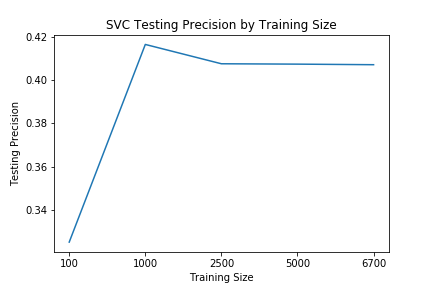 SVC Testing Precision by Training Size
0.42
0.40
0.38
0.36
0.34
Testing Precision
100 1000 2500 5000 6700
Training Size